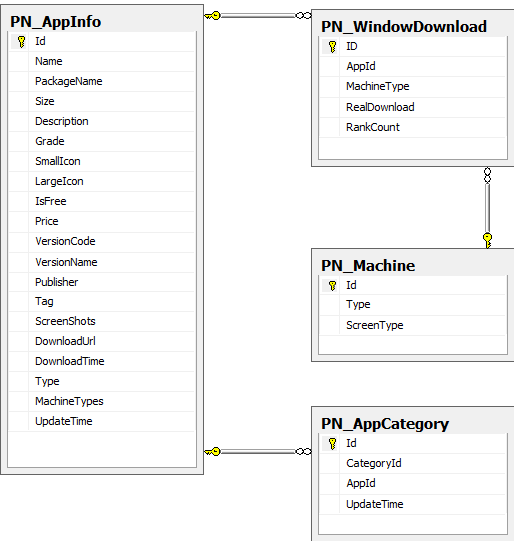 PN_AppInfo
Id
Name
PackageName
Size
Description
Grade
SmallIcon
LargeIcon
IsFree
Price
VersionCode
VersionName
Publisher
Tag
ScreenShots
DownloadUrl
DownloadTime
Type
MachineTypes
UpdateTime
PN_WindowDownload
ID
AppId
MachineType
RealDownload
RankCount
PN_Machine
Id
Type
ScreenType
PN_AppCategory
Id
CategoryId
AppId
UpdateTime